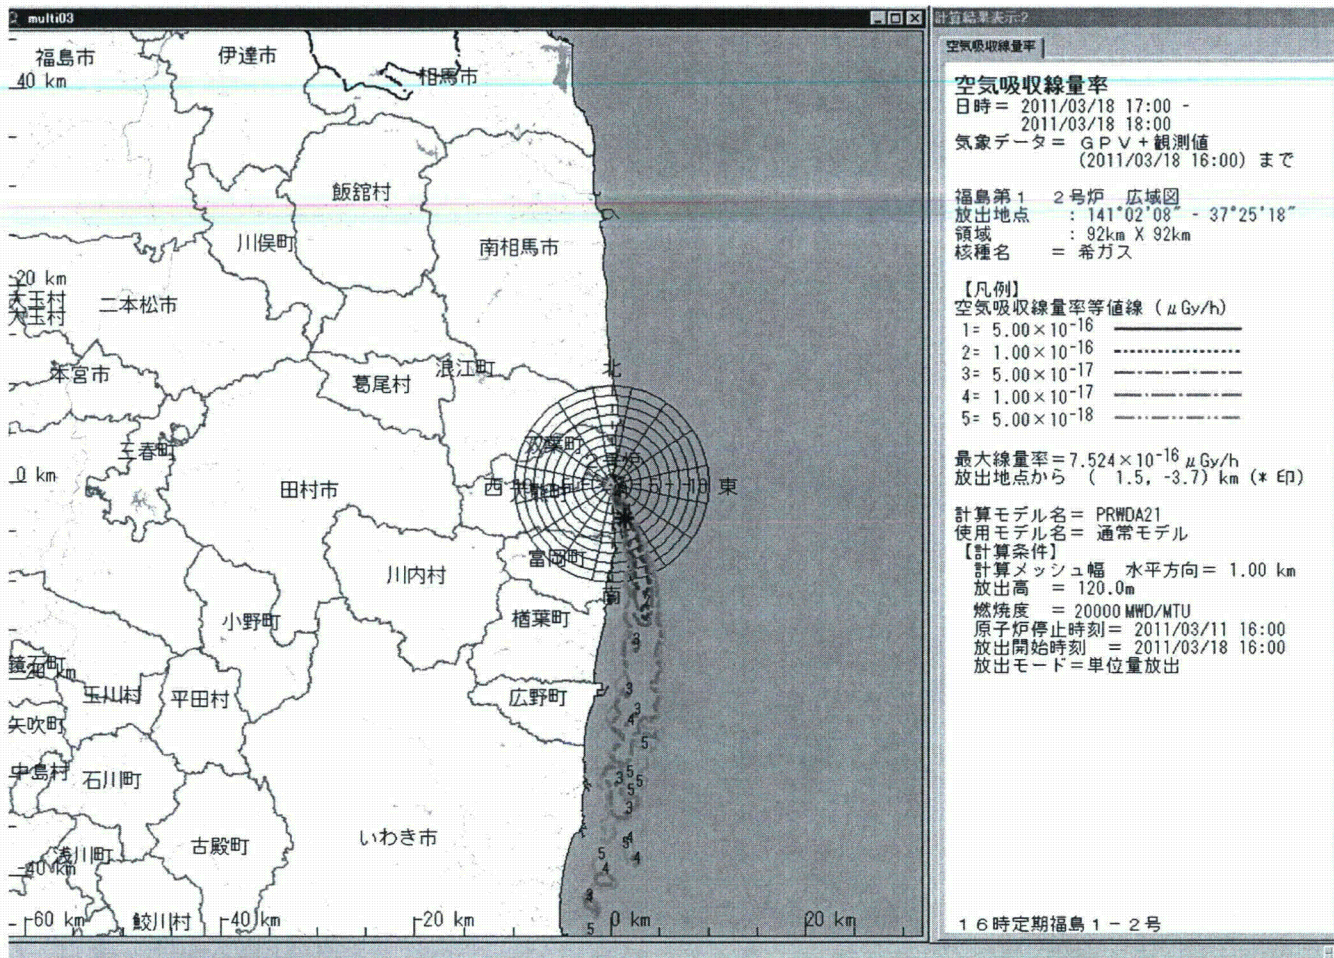 multi03
福島市
伊達市
相馬市
40 km
飯舘村
川俣町
南相馬市
20 km
大玉村
大玉村
二本松市
本宮市
葛尾村
浪江町
北
三春町
双葉町
0 km
田村市
西
東
富岡町
川内村
南
小野町
楢葉町
鏡石町
玉川村
平田村
広野町
矢吹町
中島村
石川町
浅川町
古殿町
いわき市
-40 km
-60 km
鮫川村
-40 km
-20 km
0 km
20 km
計算結果表示:2
空気吸収線量率
空気吸収線量率
日時= 2011/03/18 17:00 -
2011/03/18 18:00
気象データ= GPV+観測値
(2011/03/18 16:00) まで
福島第1 2号炉 広域図
放出地点 : 141°02'08" - 37°25'18"
領域 : 92km X 92km
核種名 = 希ガス
【凡例】
空気吸収線量率等値線 (μGy/h)
1= 5.00×10-16
2= 1.00×10-16
3= 5.00×10-17
4= 1.00×10-17
5= 5.00×10-18
最大線量率=7.524×10-16 μGy/h
放出地点から ( 1.5, -3.7) km (* 印)
計算モデル名= PRWDA21
使用モデル名= 通常モデル
【計算条件】
計算メッシュ幅 水平方向= 1.00 km
放出高 = 120.0m
燃焼度 = 20000 MWD/MTU
原子炉停止時刻= 2011/03/11 16:00
放出開始時刻 = 2011/03/18 16:00
放出モード=単位量放出
16時定期福島1-2号